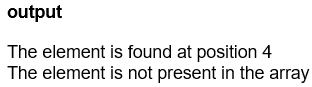 output
The element is found at position 4
The element is not present in the array